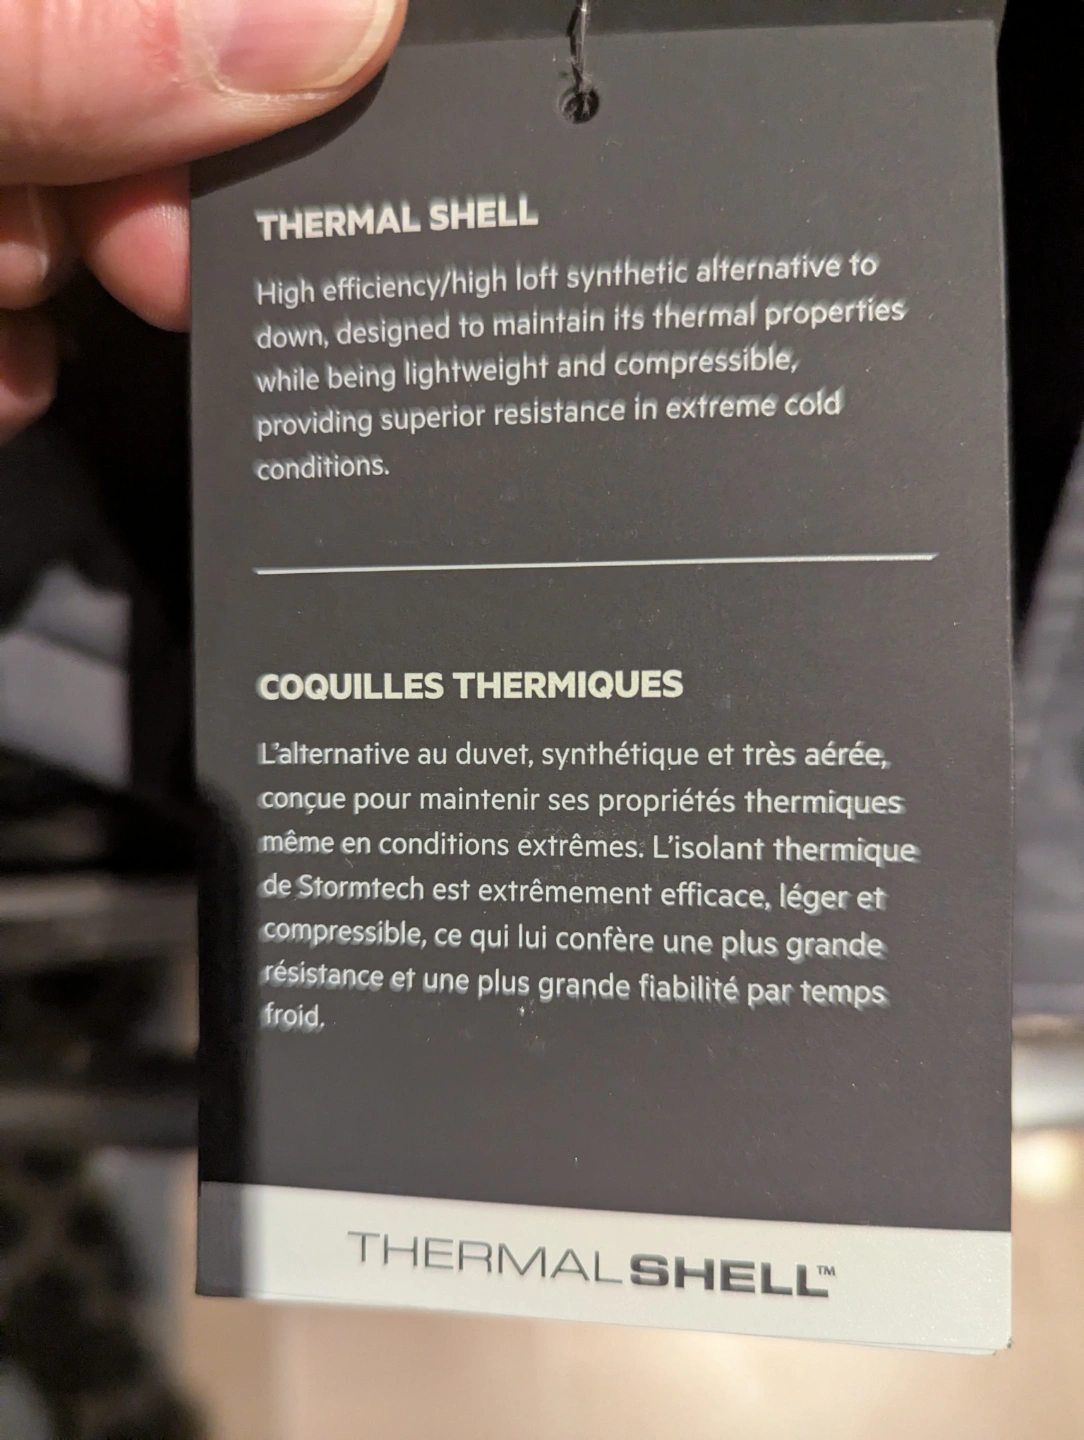 THERMAL SHELL
High efficiency/high loft synthetic alternative to
down, designed to maintain its thermal properties
while being lightweight and compressible,
providing superior resistance in extreme cold
conditions.
COQUILLES THERMIQUES
L'alternative au duvet, synthétique et très aérée,
conçue pour maintenir ses propriétés thermiques
même en conditions extrêmes. L'isolant thermique
de Stormtech est extrêmement efficace, léger et
compressible, ce qui lui confère une plus grande
résistance et une plus grande fiabilité par temps
froid.
THERMALSHELL™